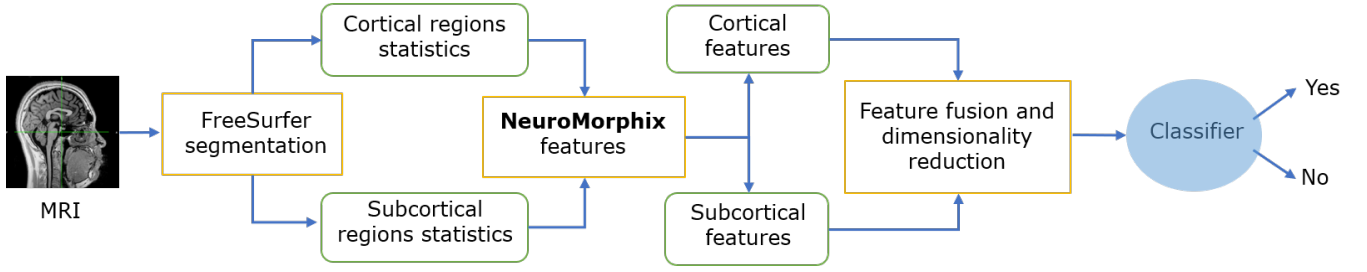 MRI
FreeSurfer
segmentation
Cortical regions
statistics
Subcortical
regions statistics
NeuroMorphix
features
Cortical
features
Subcortical
features
Feature fusion and
dimensionality
reduction
Classifier
Yes
No